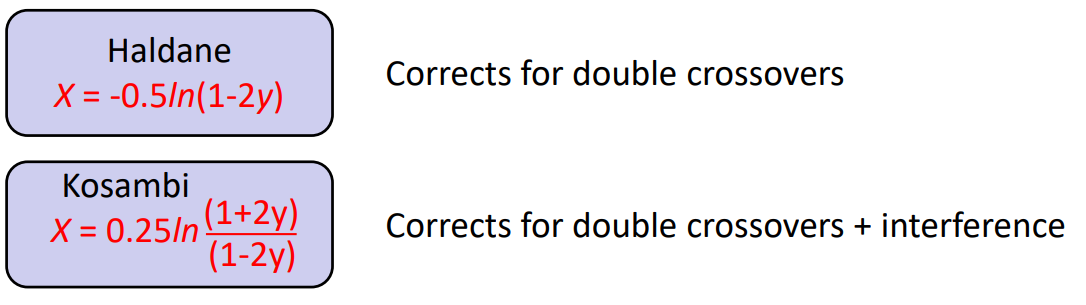 Haldane
X = -0.5ln(1-2y)
Corrects for double crossovers
Kosambi
X = 0.25ln (1+2y)
(1-2y)
Corrects for double crossovers + interference